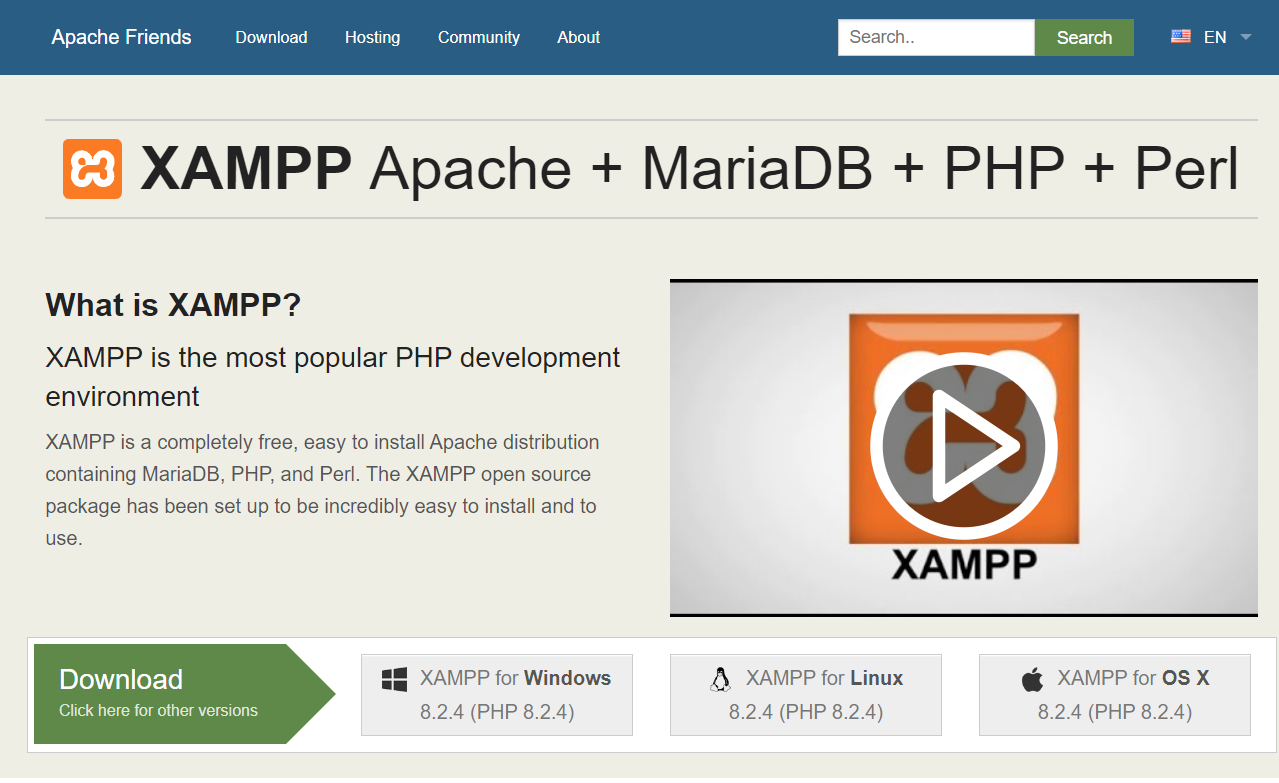 Apache Friends Download Hosting Community About Search.. Search EN
XAMPP Apache + MariaDB + PHP + Perl
What is XAMPP?
XAMPP is the most popular PHP development
environment
XAMPP is a completely free, easy to install Apache distribution
containing MariaDB, PHP, and Perl. The XAMPP open source
package has been set up to be incredibly easy to install and to
use.
XAMPP
Download
Click here for other versions
XAMPP for Windows
8.2.4 (PHP 8.2.4)
XAMPP for Linux
8.2.4 (PHP 8.2.4)
XAMPP for OS X
8.2.4 (PHP 8.2.4)